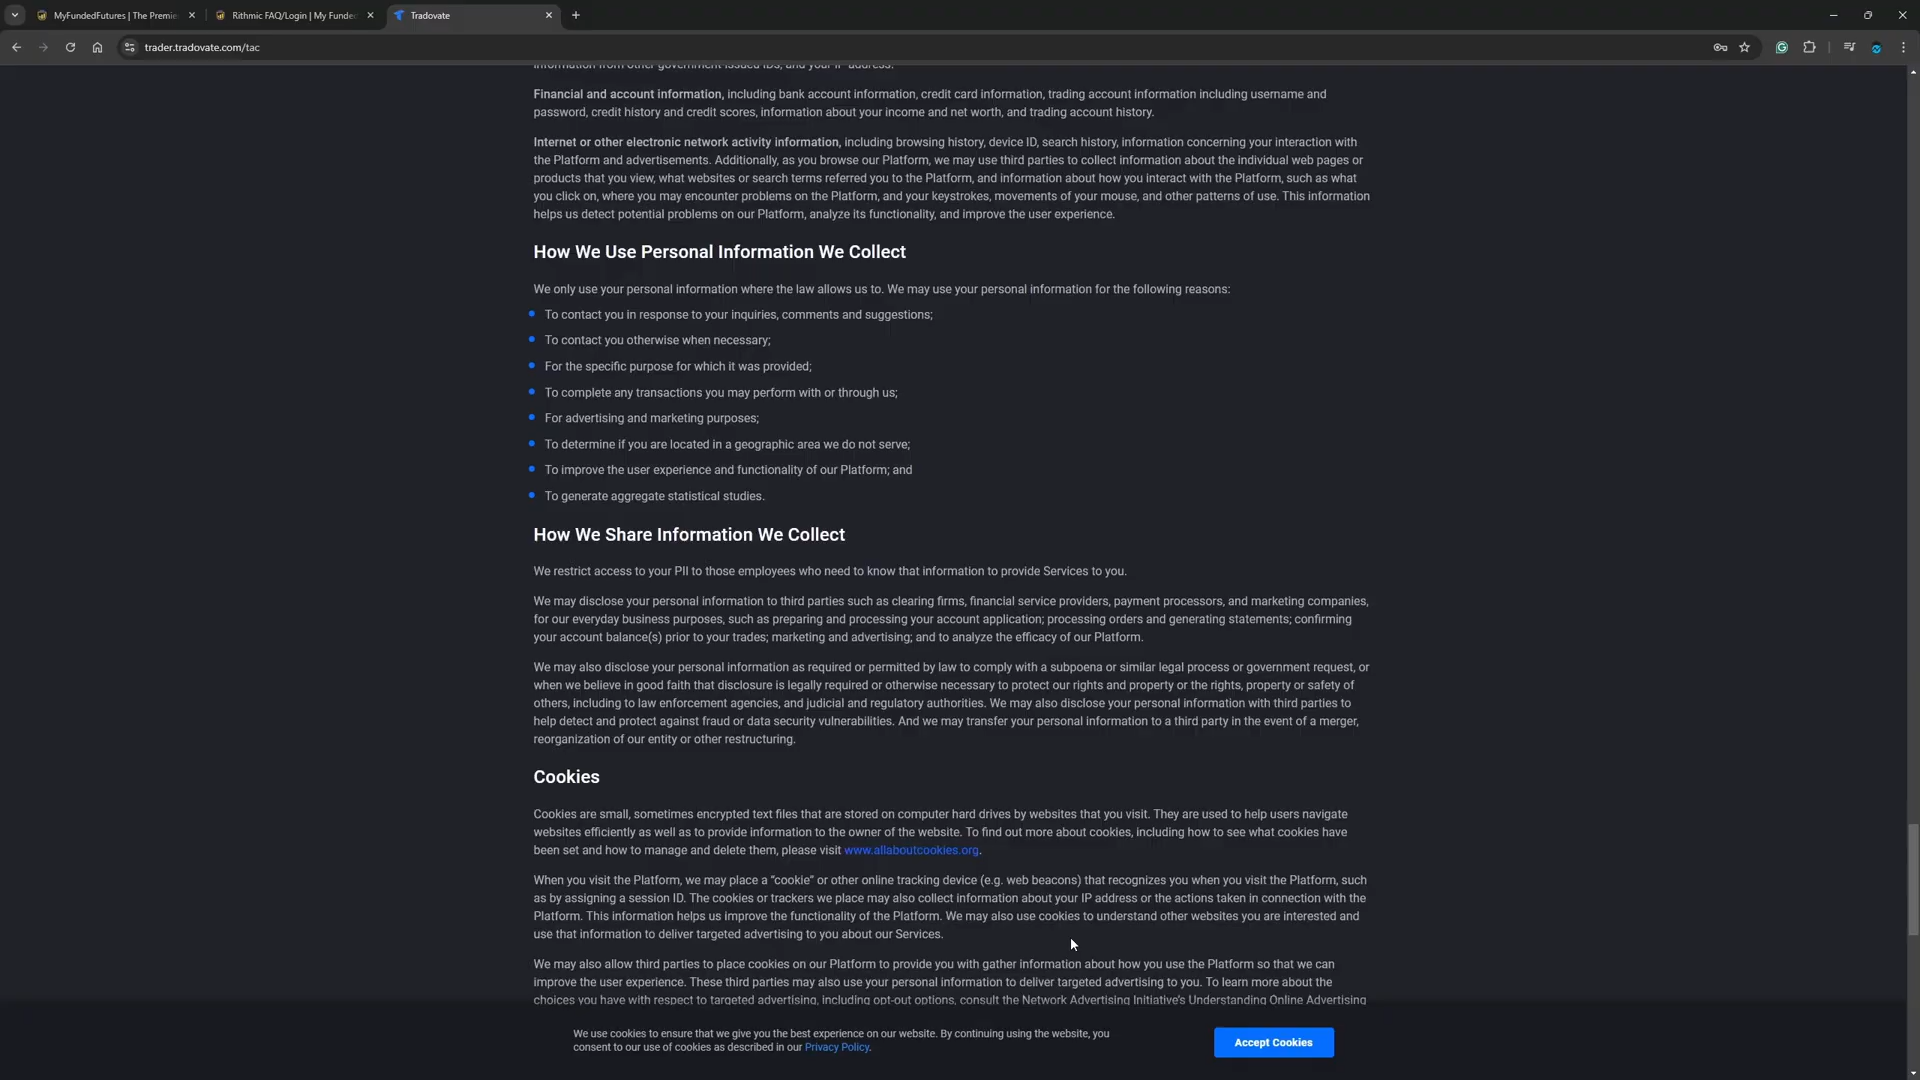 MyFundedFutures | The Premie
Rithmic FAQ/Login | My Funde
Tradovate
trader.tradovate.com/tac
information from other government issued IDs, and your IP address.
Financial and account information, including bank account information, credit card information, trading account information including username and
password, credit history and credit scores, information about your income and net worth, and trading account history.
Internet or other electronic network activity information, including browsing history, device ID, search history, information concerning your interaction with
the Platform and advertisements. Additionally, as you browse our Platform, we may use third parties to collect information about the individual web pages or
products that you view, what websites or search terms referred you to the Platform, and information about how you interact with the Platform, such as what
you click on, where you may encounter problems on the Platform, and your keystrokes, movements of your mouse, and other patterns of use. This information
helps us detect potential problems on our Platform, analyze its functionality, and improve the user experience.
How We Use Personal Information We Collect
We only use your personal information where the law allows us to. We may use your personal information for the following reasons:
To contact you in response to your inquiries, comments and suggestions;
To contact you otherwise when necessary;
For the specific purpose for which it was provided;
To complete any transactions you may perform with or through us;
For advertising and marketing purposes;
To determine if you are located in a geographic area we do not serve;
To improve the user experience and functionality of our Platform; and
To generate aggregate statistical studies.
How We Share Information We Collect
We restrict access to your PII to those employees who need to know that information to provide Services to you.
We may disclose your personal information to third parties such as clearing firms, financial service providers, payment processors, and marketing companies,
for our everyday business purposes, such as preparing and processing your account application; processing orders and generating statements; confirming
your account balance(s) prior to your trades; marketing and advertising; and to analyze the efficacy of our Platform.
We may also disclose your personal information as required or permitted by law to comply with a subpoena or similar legal process or government request, or
when we believe in good faith that disclosure is legally required or otherwise necessary to protect our rights and property or the rights, property or safety of
others, including to law enforcement agencies, and judicial and regulatory authorities. We may also disclose your personal information with third parties to
help detect and protect against fraud or data security vulnerabilities. And we may transfer your personal information to a third party in the event of a merger,
reorganization of our entity or other restructuring.
Cookies
Cookies are small, sometimes encrypted text files that are stored on computer hard drives by websites that you visit. They are used to help users navigate
websites efficiently as well as to provide information to the owner of the website. To find out more about cookies, including how to see what cookies have
been set and how to manage and delete them, please visit www.allaboutcookies.org.
When you visit the Platform, we may place a “cookie” or other online tracking device (e.g. web beacons) that recognizes you when you visit the Platform, such
as by assigning a session ID. The cookies or trackers we place may also collect information about your IP address or the actions taken in connection with the
Platform. This information helps us improve the functionality of the Platform. We may also use cookies to understand other websites you are interested and
use that information to deliver targeted advertising to you about our Services.
We may also allow third parties to place cookies on our Platform to provide you with gather information about how you use the Platform so that we can
improve the user experience. These third parties may also use your personal information to deliver targeted advertising to you. To learn more about the
choices you have with respect to targeted advertising, including opt-out options, consult the Network Advertising Initiative's Understanding Online Advertising
We use cookies to ensure that we give you the best experience on our website. By continuing using the website, you
consent to our use of cookies as described in our Privacy Policy.
Accept Cookies